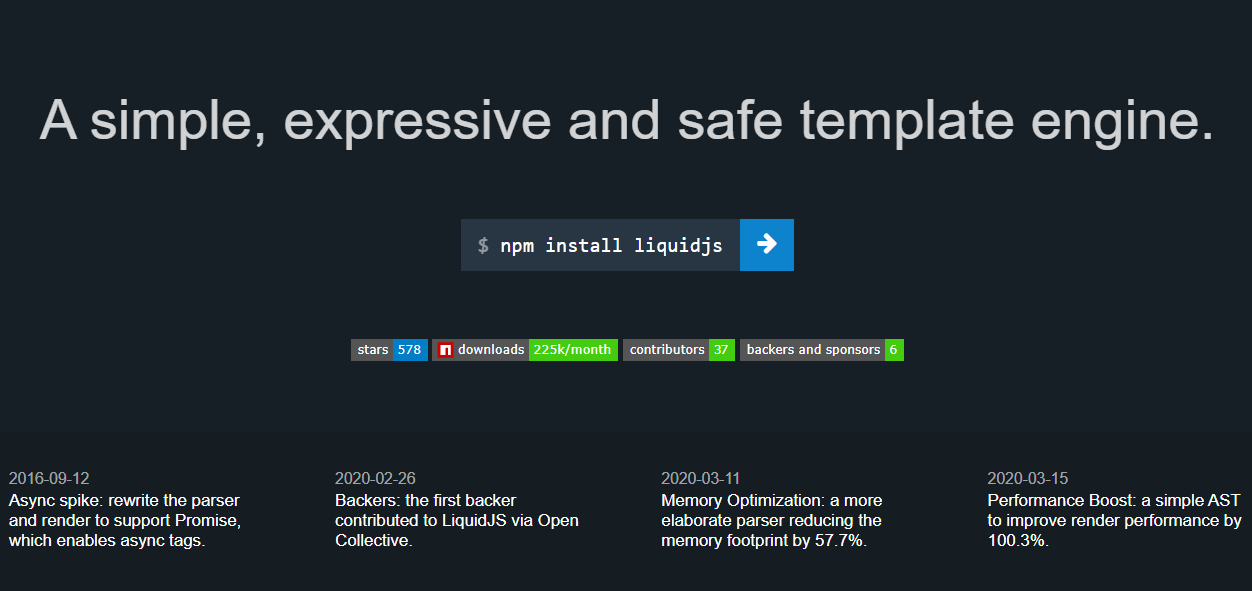 A simple, expressive and safe template engine.
$ npm install liquidjs
stars 578 downloads 225k/month contributors 37 backers and sponsors 6
2016-09-12
Async spike: rewrite the parser
and render to support Promise,
which enables async tags.
2020-02-26
Backers: the first backer
contributed to LiquidJS via Open
Collective.
2020-03-11
Memory Optimization: a more
elaborate parser reducing the
memory footprint by 57.7%.
2020-03-15
Performance Boost: a simple AST
to improve render performance by
100.3%.